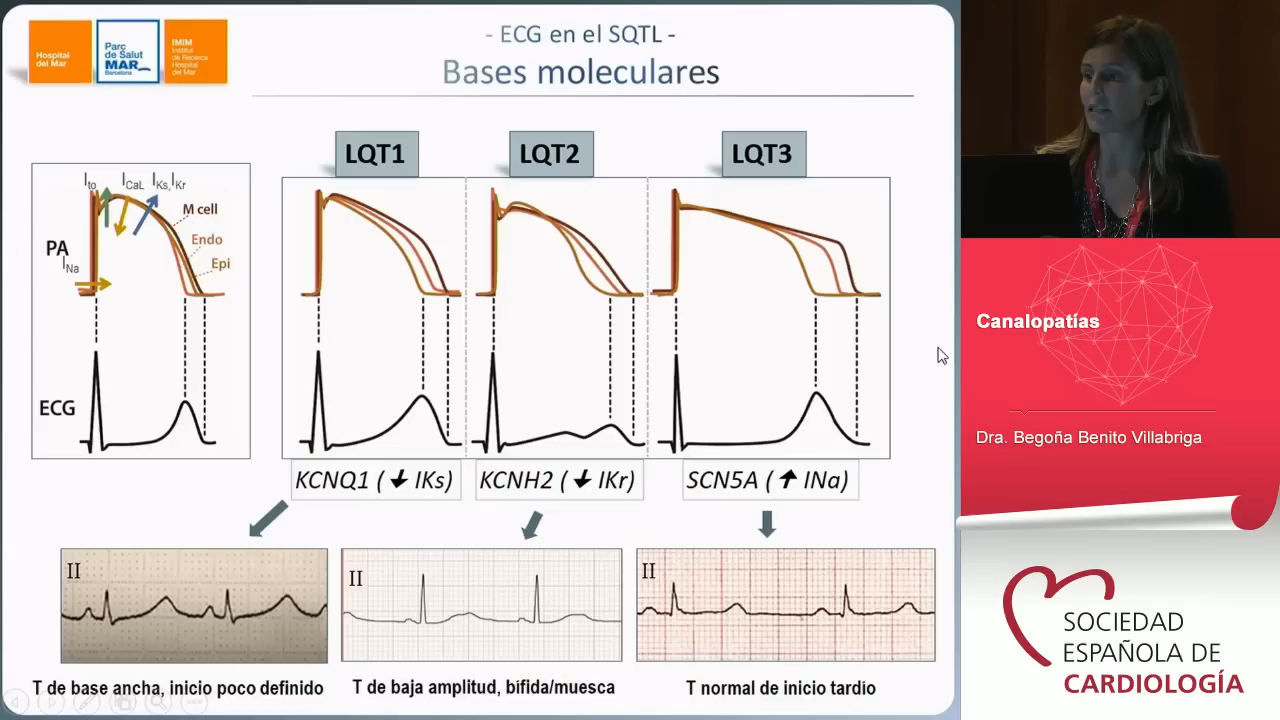 Hospital
del Mar
Parc
de Salut
MAR
Barcelona
IMIM
Institut
de Recerca
Hospital
del Mar
- ECG en el SQTL -
Bases moleculares
LQT1
LQT2
LQT3
Ito
ICaL
IKs, IKr
M cell
PA
Endo
INa
Epi
ECG
KCNQ1 ( ↓ IKs)
KCNH2 ( ↓ IKr)
SCN5A ( ↑ INa)
II
II
II
T de base ancha, inicio poco definido
T de baja amplitud, bífida/muesca
T normal de inicio tardío
Canalopatías
Dra. Begoña Benito Villabriga
SOCIEDAD
ESPAÑOLA DE
CARDIOLOGÍA